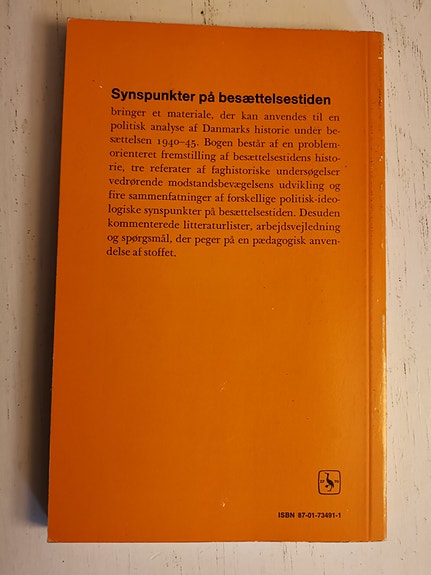 Synspunkter på besættelsestiden
bringer et materiale, der kan anvendes til en
politisk analyse af Danmarks historie under be-
sættelsen 1940–45. Bogen består af en problem-
orienteret fremstilling af besættelsestidens histo-
rie, tre referater af faghistoriske undersøgelser
vedrørende modstandsbevægelsens udvikling og
fire sammenfatninger af forskellige politisk-ideo-
logiske synspunkter på besættelsestiden. Desuden
kommenterede litteraturlister, arbejdsvejledning
og spørgsmål, der peger på en pædagogisk anven-
delse af stoffet.
ISBN 87-01-73491-1